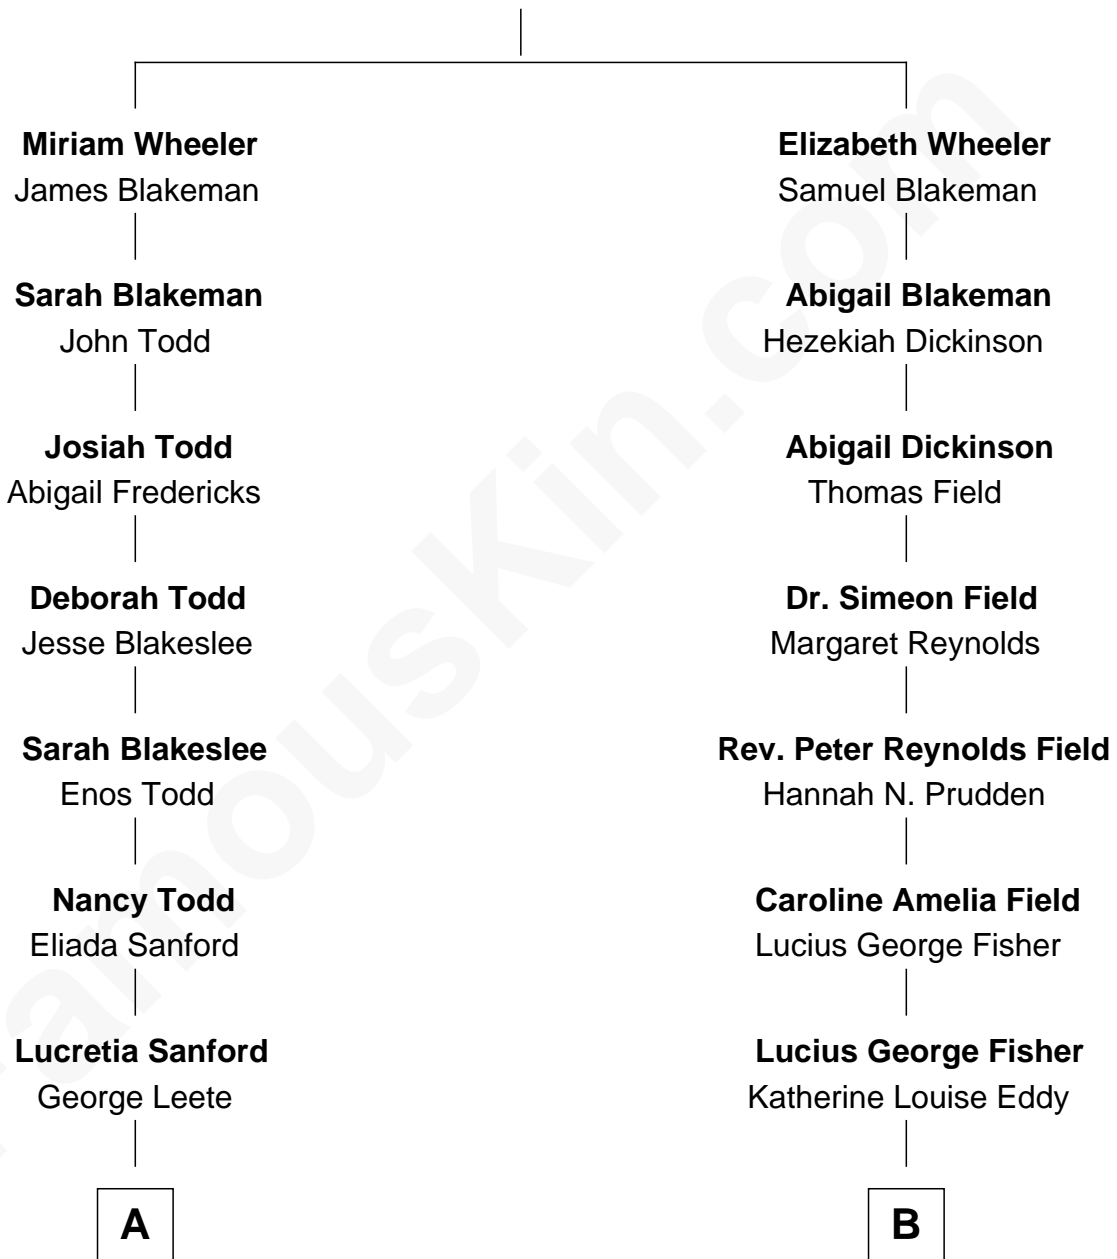 Miriam Wheeler
James Blakeman
Sarah Blakeman
John Todd
Josiah Todd
Abigail Fredericks
Deborah Todd
Jesse Blakeslee
Sarah Blakeslee
Enos Todd
Nancy Todd
Eliada Sanford
Lucretia Sanford
George Leete
A
Elizabeth Wheeler
Samuel Blakeman
Abigail Blakeman
Hezekiah Dickinson
Abigail Dickinson
Thomas Field
Dr. Simeon Field
Margaret Reynolds
Rev. Peter Reynolds Field
Hannah N. Prudden
Caroline Amelia Field
Lucius George Fisher
Lucius George Fisher
Katherine Louise Eddy
B
FamousKin.com